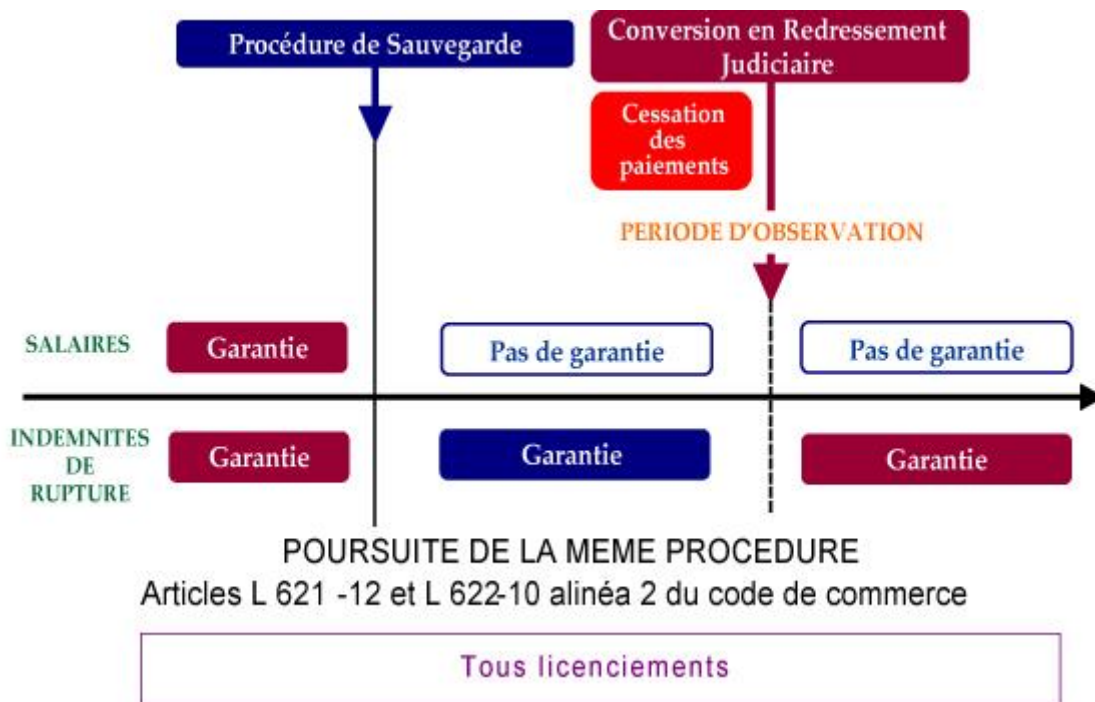 Procédure de Sauvegarde
Conversion en Redressement
Judiciaire
Cessation
des
paiements
PERIODE D'OBSERVATION
SALAIRES
Garantie
Pas de garantie
Pas de garantie
INDEMNITES
DE
RUPTURE
Garantie
Garantie
Garantie
POURSUITE DE LA MEME PROCEDURE
Articles L 621 -12 et L 622-10 alinéa 2 du code de commerce
Tous licenciements